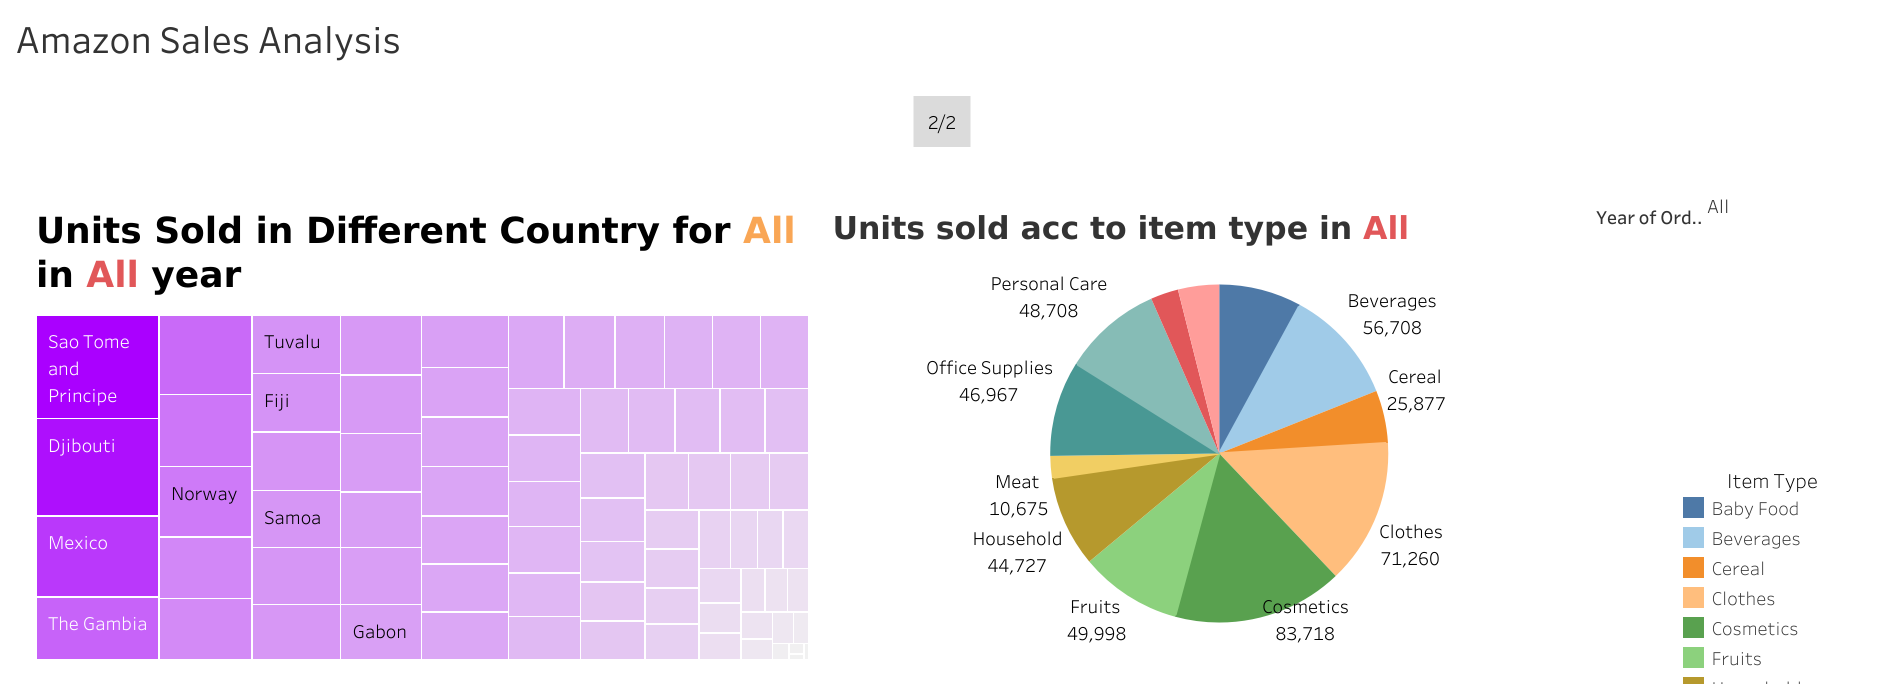 Amazon Sales Analysis
2/2
Units Sold in Different Country for All
in All year
Sao Tome
and
Principe
Djibouti
Mexico
The Gambia
Norway
Tuvalu
Fiji
Samoa
Gabon
Units sold acc to item type in All
Personal Care
48,708
Office Supplies
46,967
Meat
10,675
Household
44,727
Fruits
49,998
Cosmetics
83,718
Clothes
71,260
Cereal
25,877
Beverages
56,708
Year of Ord..
All
Item Type
Baby Food
Beverages
Cereal
Clothes
Cosmetics
Fruits